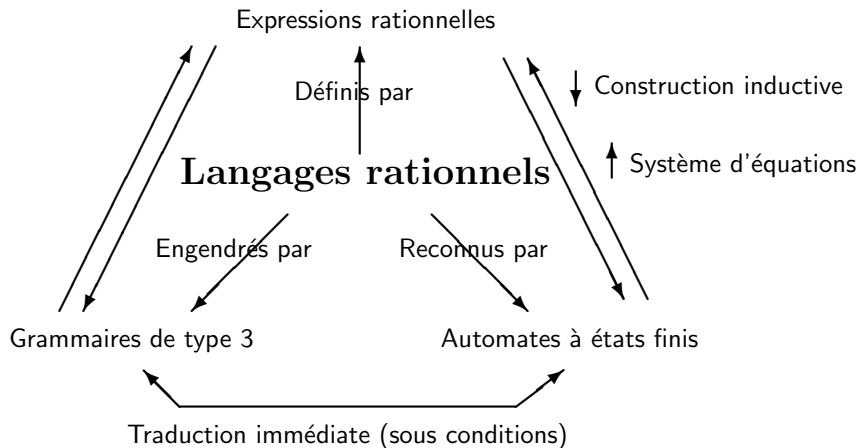 Expressions rationnelles
Définis par
Construction inductive
Système d'équations
Langages rationnels
Engendrés par
Reconnus par
Grammaires de type 3
Automates à états finis
Traduction immédiate (sous conditions)